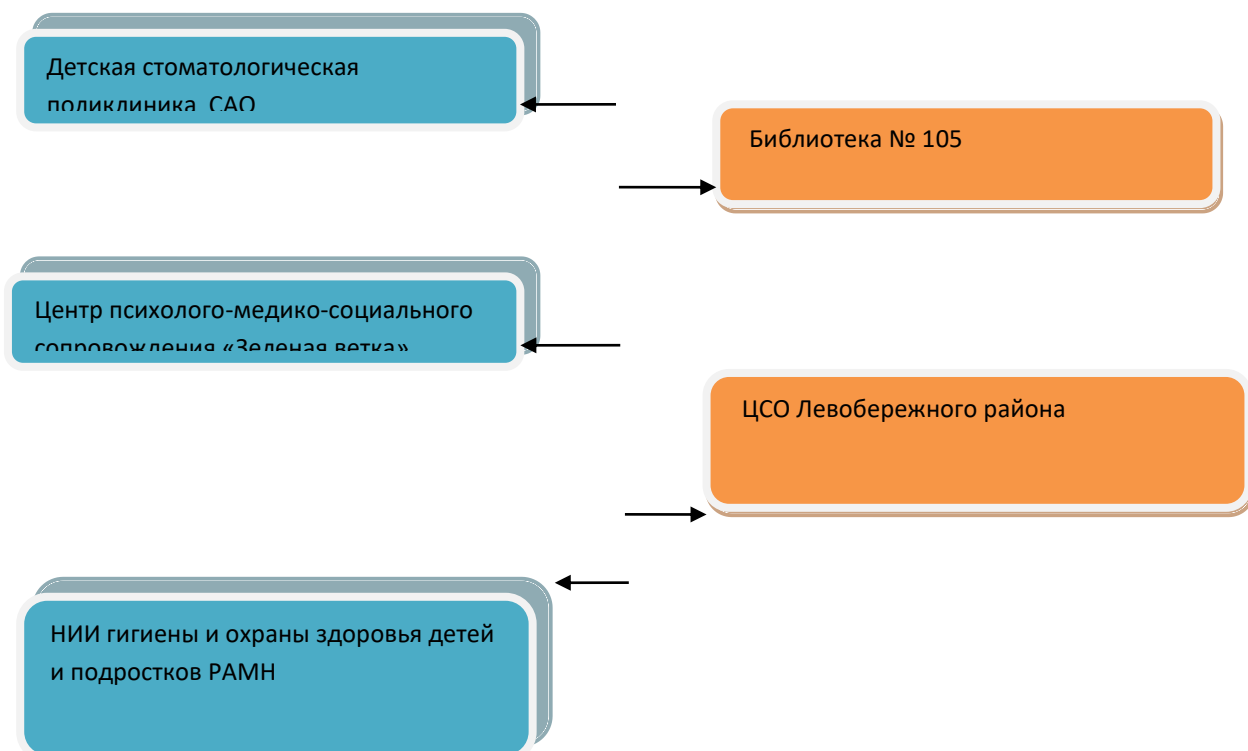 Детская стоматологическая
поликлиника САО
Библиотека № 105
Центр психолого-медико-социального
сопровождения «Зеленая ветка»
ЦСО Левобережного района
НИИ гигиены и охраны здоровья детей
и подростков РАМН